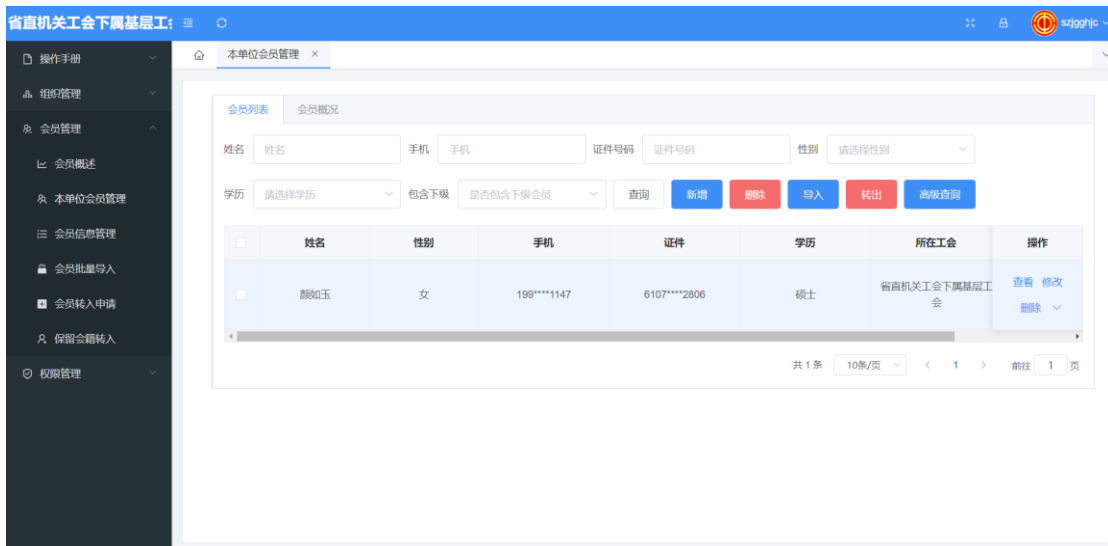 省直机关工会下属基层工会
szjgghjc
操作手册
组织管理
会员管理
会员概述
本单位会员管理
会员信息管理
会员批量导入
会员转入申请
保留会籍转入
权限管理
本单位会员管理 ×
会员列表 会员概况
姓名 姓名 手机 手机 证件号码 证件号码 性别 请选择性别
学历 请选择学历 包含下级 是否包含下级会员 查询 新增 删除 导入 转出 高级查询
姓名 性别 手机 证件 学历 所在工会 操作
颜如玉 女 199****1147 6107****2806 硕士 省直机关工会下属基层工
会
查看 修改
删除
共 1 条 10条/页 < 1 > 前往 1 页